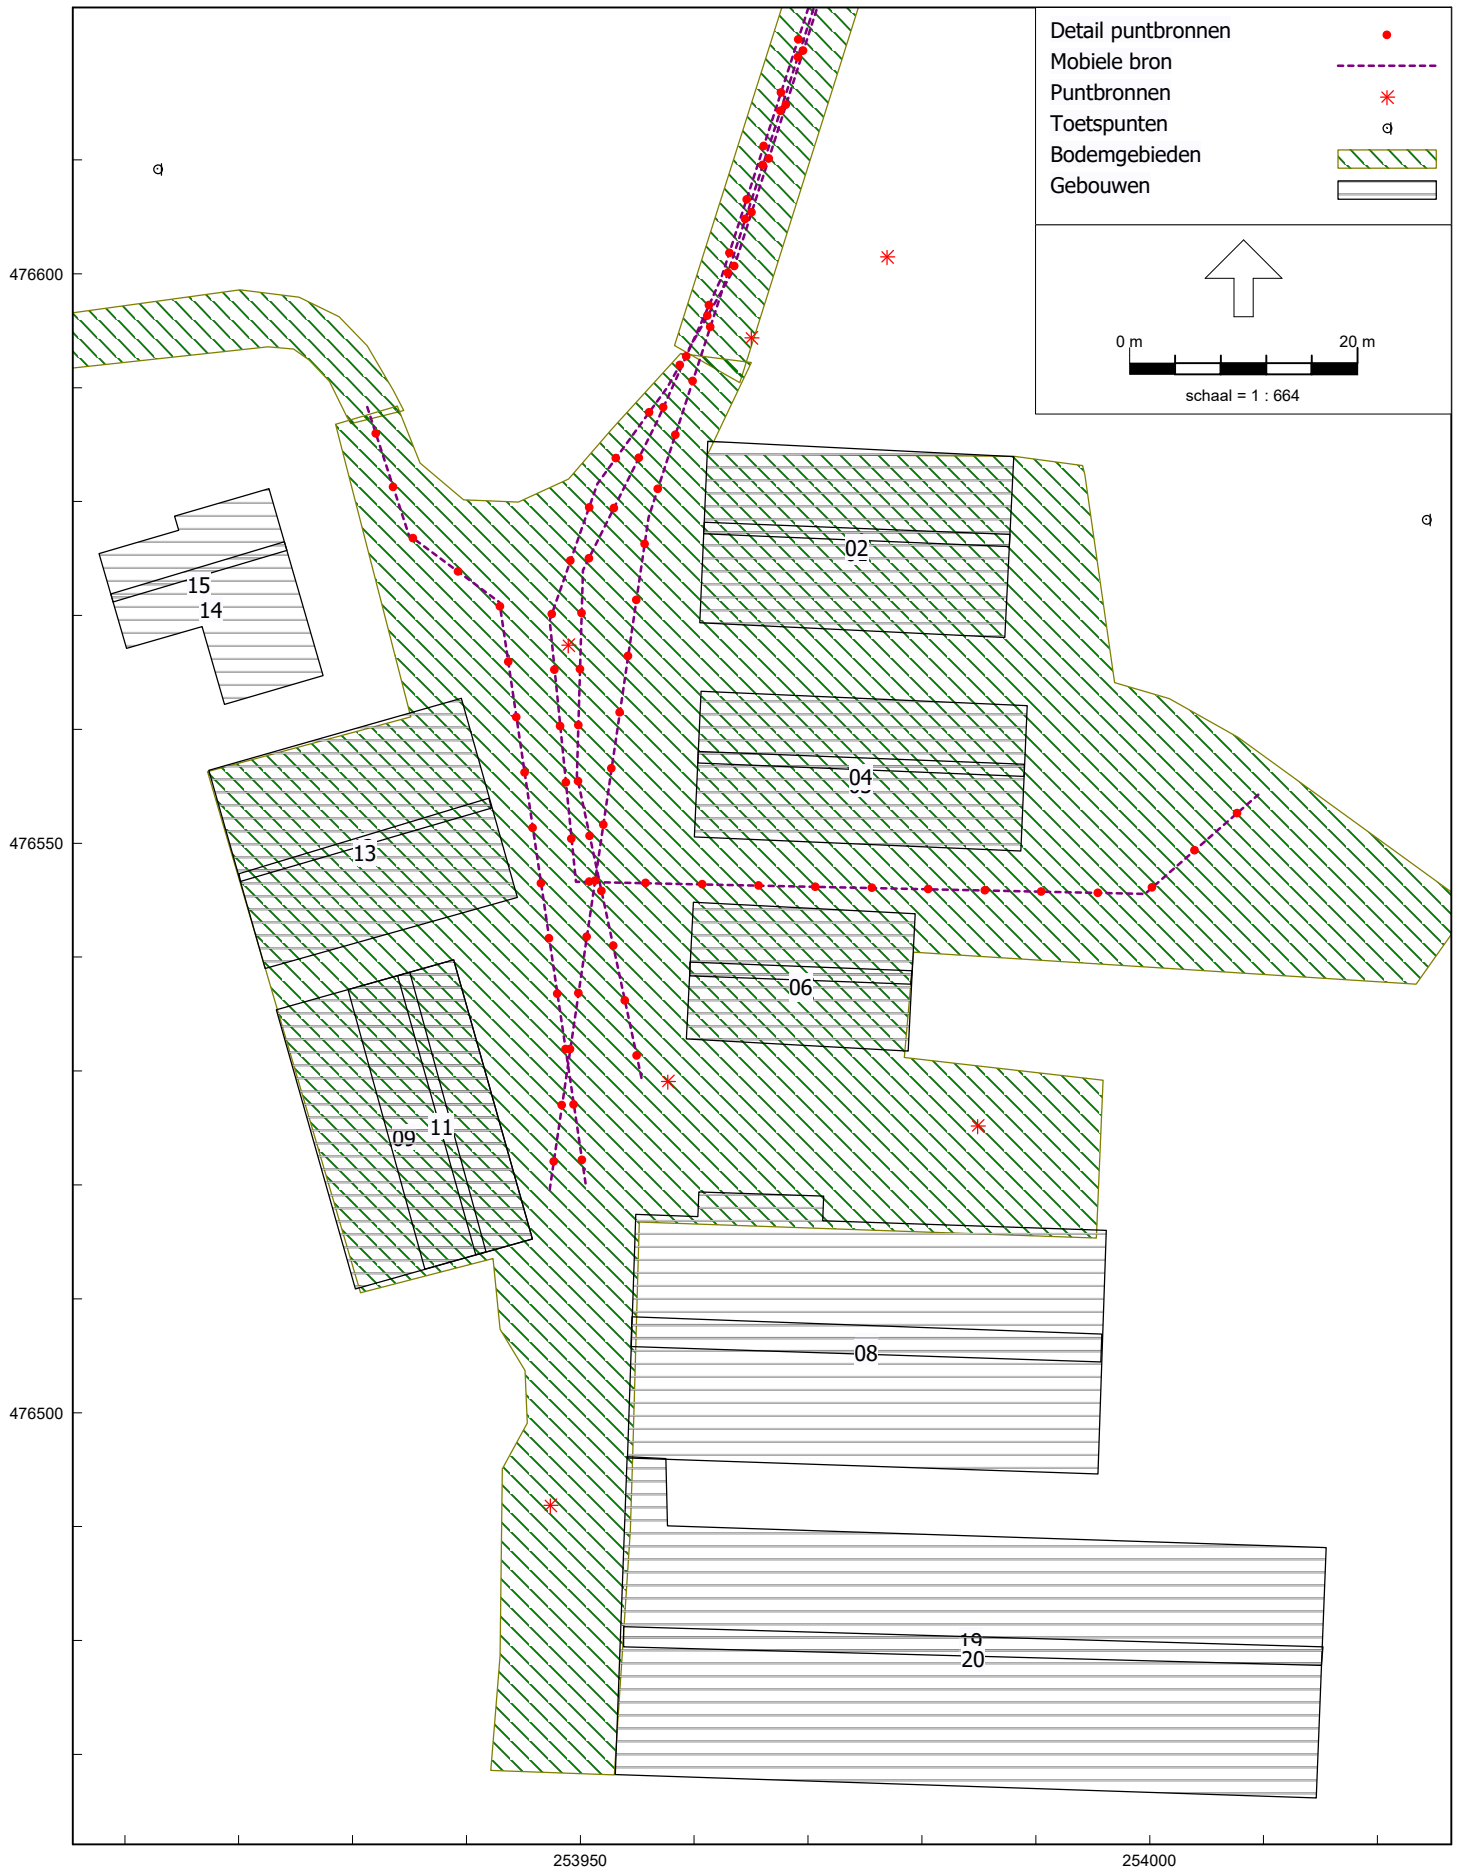 Detail puntbronnen
Mobiele bron
Puntbronnen
Toetspunten
Bodemgebieden
Gebouwen
0 m 20 m
schaal = 1 : 664
476600
02
15
14
04
476550
13
06
11
09
08
476500
19
20
253950 254000